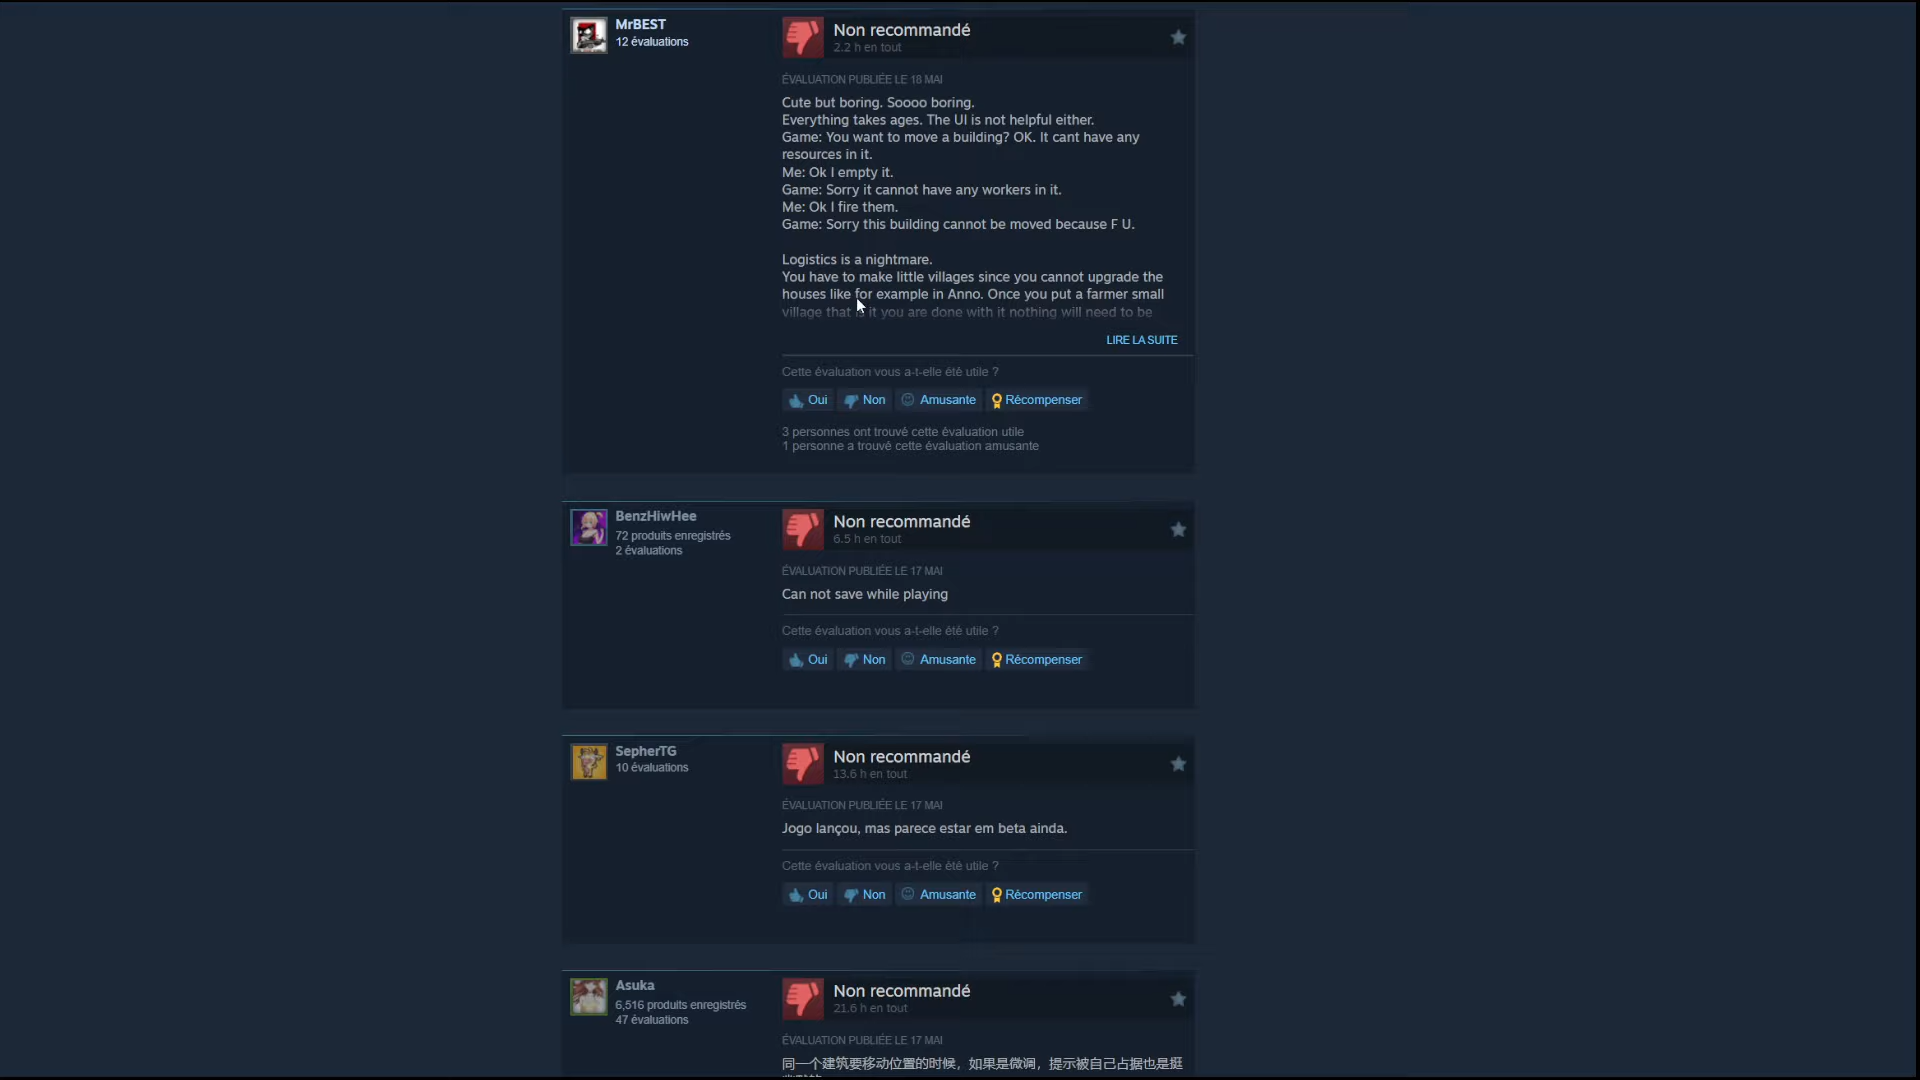 MrBEST
12 évaluations
Non recommandé
2.2 h en tout
ÉVALUATION PUBLIÉE LE 18 MAI
Cute but boring. Soooo boring.
Everything takes ages. The UI is not helpful either.
Game: You want to move a building? OK. It cant have any
resources in it.
Me: Ok I empty it.
Game: Sorry it cannot have any workers in it.
Me: Ok I fire them.
Game: Sorry this building cannot be moved because F U.
Logistics is a nightmare.
You have to make little villages since you cannot upgrade the
houses like for example in Anno. Once you put a farmer small
village that is it you are done with it nothing will need to be
LIRE LA SUITE
Cette évaluation vous a-t-elle été utile ?
Oui Non Amusante Récompenser
3 personnes ont trouvé cette évaluation utile
1 personne a trouvé cette évaluation amusante
BenzHiwHee
72 produits enregistrés
2 évaluations
Non recommandé
6.5 h en tout
ÉVALUATION PUBLIÉE LE 17 MAI
Can not save while playing
Cette évaluation vous a-t-elle été utile ?
Oui Non Amusante Récompenser
SepherTG
10 évaluations
Non recommandé
13.6 h en tout
ÉVALUATION PUBLIÉE LE 17 MAI
Jogo lançou, mas parece estar em beta ainda.
Cette évaluation vous a-t-elle été utile ?
Oui Non Amusante Récompenser
Asuka
6,516 produits enregistrés
47 évaluations
Non recommandé
21.6 h en tout
ÉVALUATION PUBLIÉE LE 17 MAI
同一个建筑要移动位置的时候，如果是微调，提示被自己占据也是挺